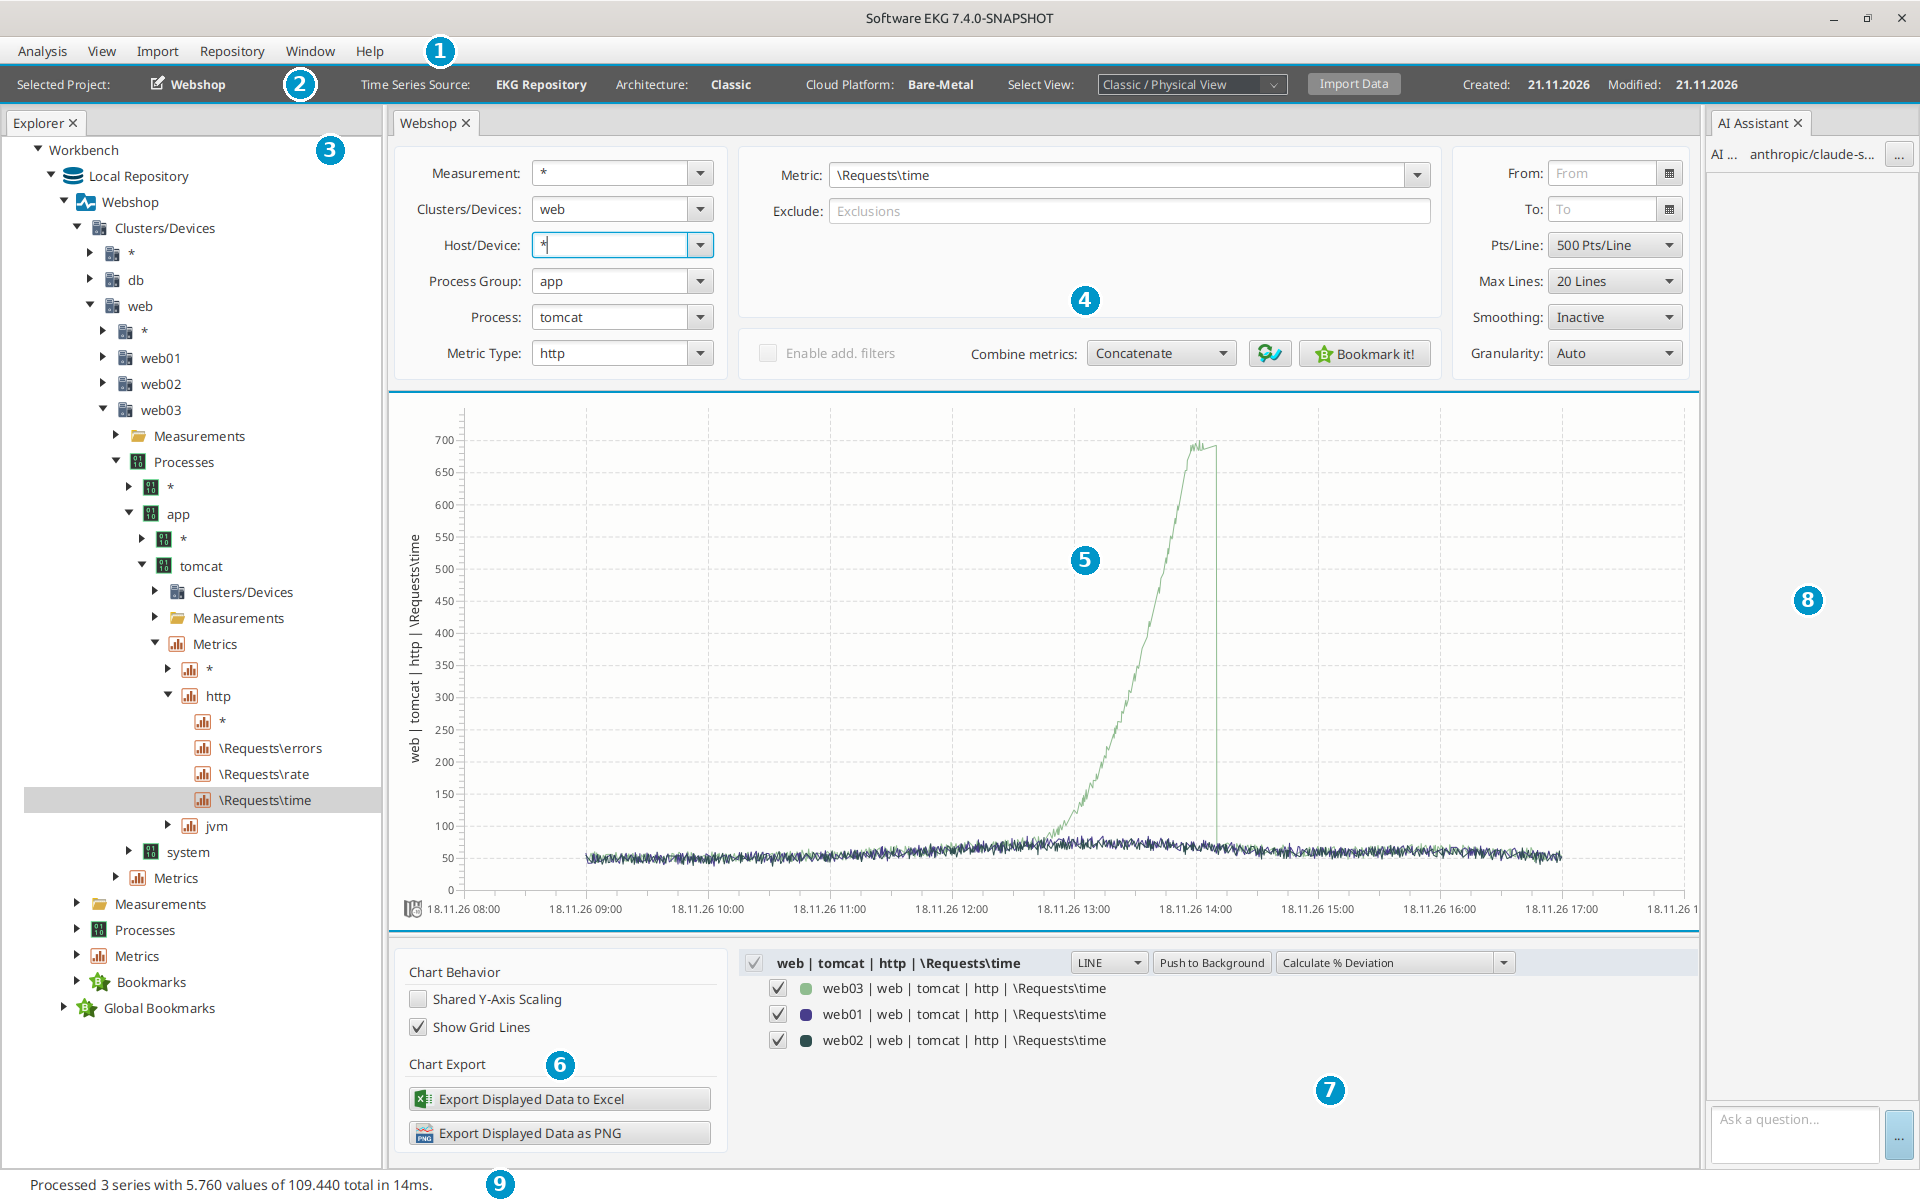 Software EKG 7.4.0-SNAPSHOT
Analysis View Import Repository Window Help 1
Selected Project: Webshop 2 Time Series Source: EKG Repository Architecture: Classic Cloud Platform: Bare-Metal Select View: Classic / Physical View Import Data Created: 21.11.2026 Modified: 21.11.2026
Explorer
3
Workbench
Local Repository
Webshop
Clusters/Devices
*
db
web
*
web01
web02
web03
Measurements
Processes
*
app
*
tomcat
Clusters/Devices
Measurements
Metrics
*
http
*
\Requests\errors
\Requests\rate
\Requests\time
jvm
system
Metrics
Measurements
Processes
Metrics
Bookmarks
Global Bookmarks
Webshop
Measurement: *
Clusters/Devices: web
Host/Device: *
Process Group: app
Process: tomcat
Metric Type: http
Metric: \Requests\time
Exclude: Exclusions
4
Enable add. filters Combine metrics: Concatenate Bookmark it!
From: From
To: To
Pts/Line: 500 Pts/Line
Max Lines: 20 Lines
Smoothing: Inactive
Granularity: Auto
web | tomcat | http | \Requests\time
700
650
600
550
500
450
400
350
300
250
200
150
100
50
0
5
18.11.26 08:00 18.11.26 09:00 18.11.26 10:00 18.11.26 11:00 18.11.26 12:00 18.11.26 13:00 18.11.26 14:00 18.11.26 15:00 18.11.26 16:00 18.11.26 17:00 18.11.26 1
Chart Behavior
Shared Y-Axis Scaling
Show Grid Lines
Chart Export
6
Export Displayed Data to Excel
Export Displayed Data as PNG
web | tomcat | http | \Requests\time LINE Push to Background Calculate % Deviation
web03 | web | tomcat | http | \Requests\time
web01 | web | tomcat | http | \Requests\time
web02 | web | tomcat | http | \Requests\time
7
AI Assistant
AI ... anthropic/claude-s... ...
8
Ask a question... ...
Processed 3 series with 5.760 values of 109.440 total in 14ms. 9